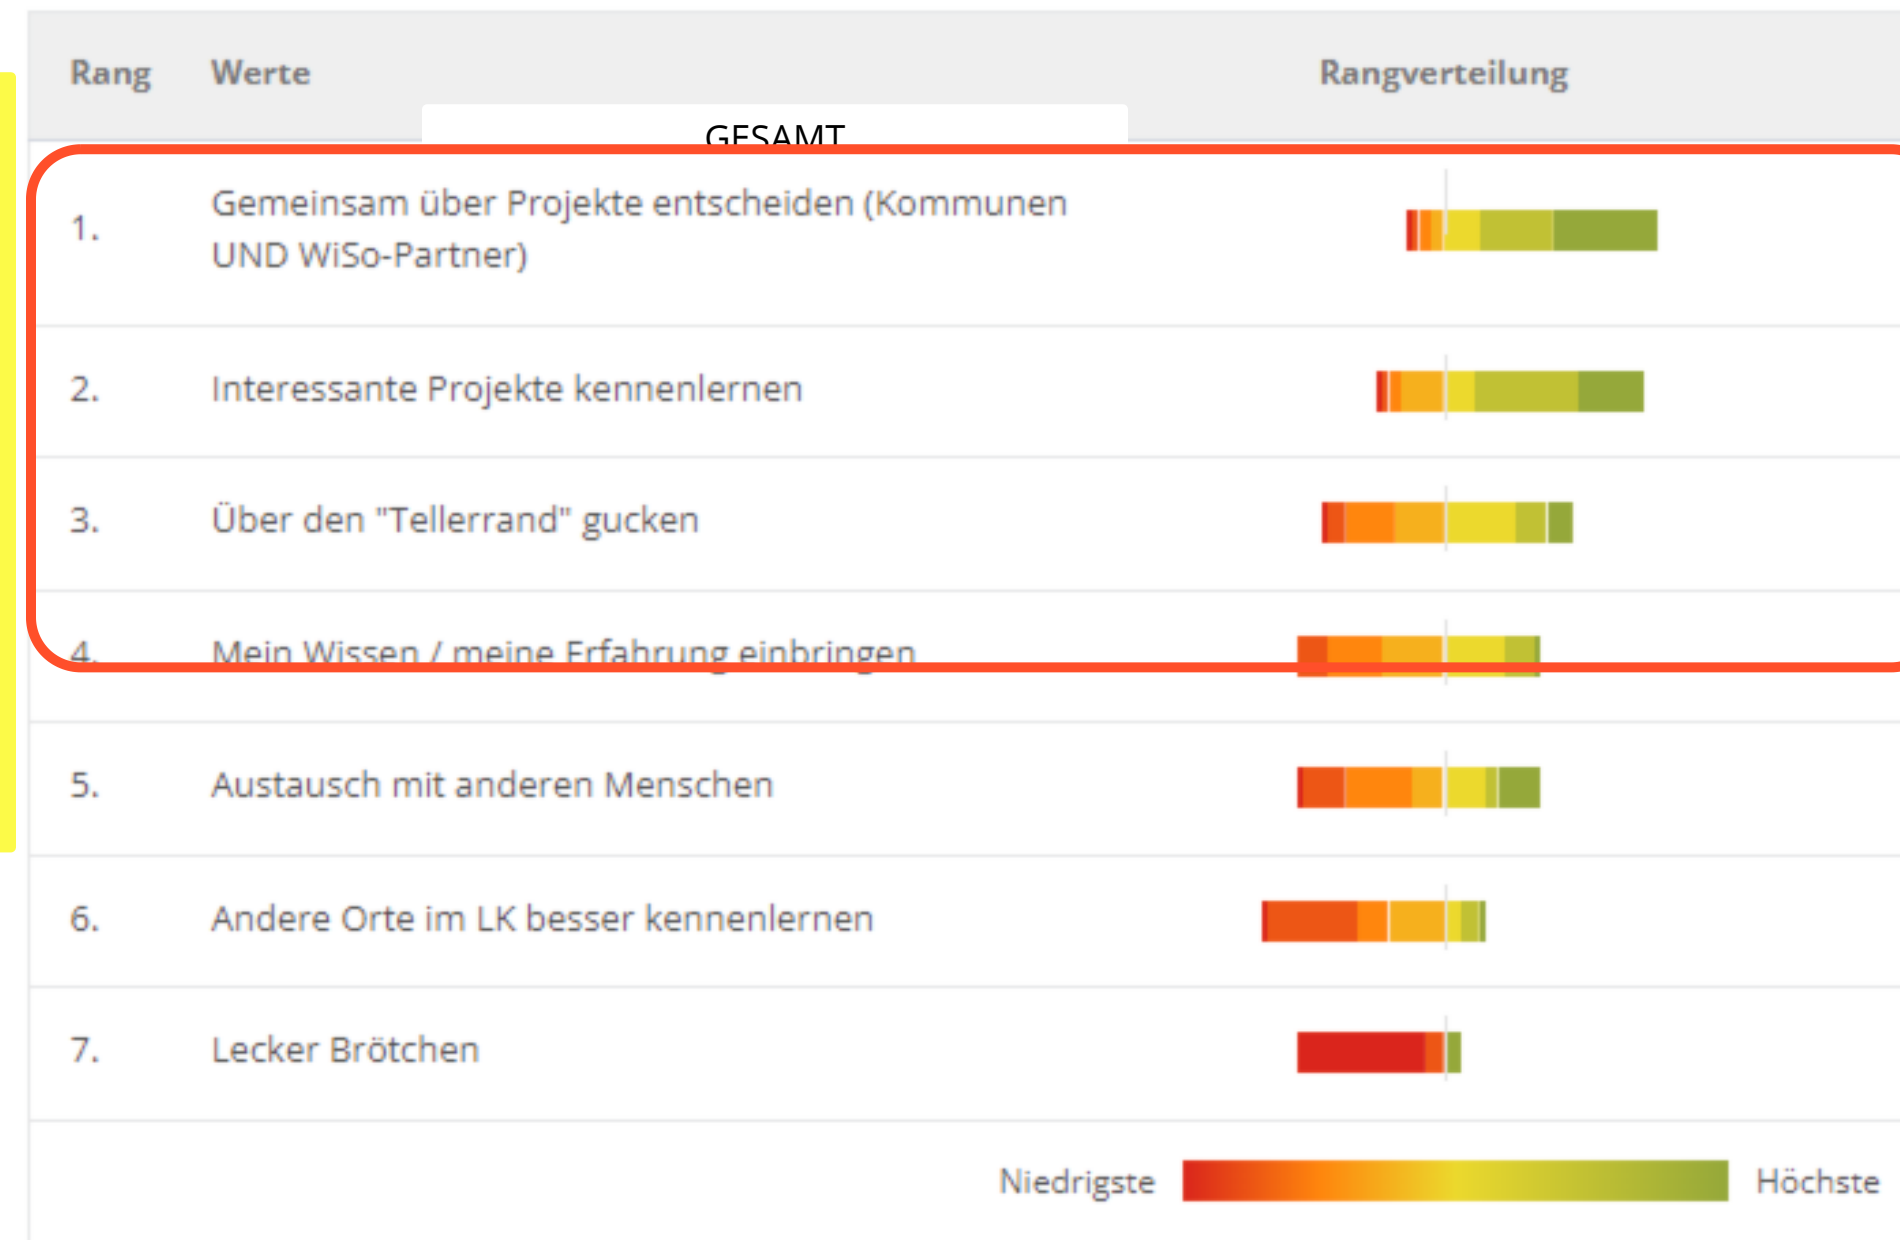 Rang Werte Rangverteilung
GESAMT
1. Gemeinsam über Projekte entscheiden (Kommunen
UND WiSo-Partner)
2. Interessante Projekte kennenlernen
3. Über den "Tellerrand" gucken
4. Mein Wissen / meine Erfahrung einbringen
5. Austausch mit anderen Menschen
6. Andere Orte im LK besser kennenlernen
7. Lecker Brötchen
Niedrigste Höchste